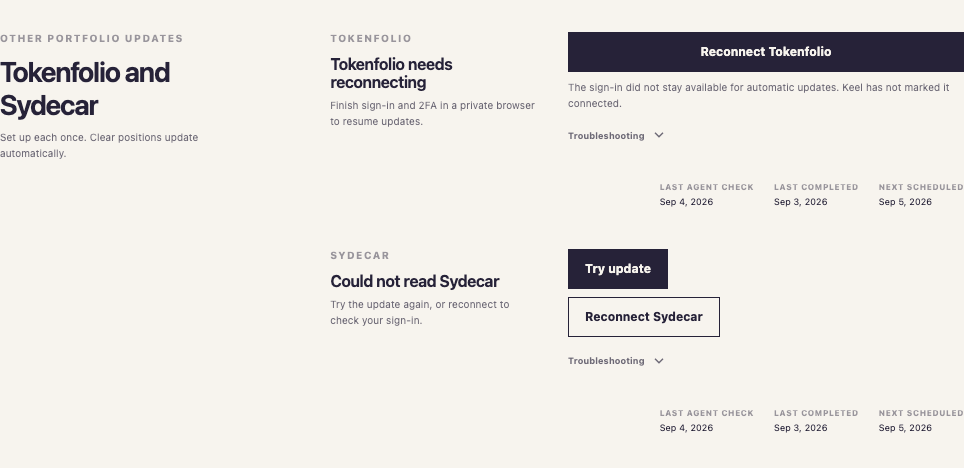 OTHER PORTFOLIO UPDATES
Tokenfolio and
Sydecar
Set up each once. Clear positions update
automatically.
TOKENFOLIO
Tokenfolio needs
reconnecting
Finish sign-in and 2FA in a private browser
to resume updates.
Reconnect Tokenfolio
The sign-in did not stay available for automatic updates. Keel has not marked it
connected.
Troubleshooting
LAST AGENT CHECK LAST COMPLETED NEXT SCHEDULED
Sep 4, 2026 Sep 3, 2026 Sep 5, 2026
SYDECAR
Could not read Sydecar
Try the update again, or reconnect to
check your sign-in.
Try update
Reconnect Sydecar
Troubleshooting
LAST AGENT CHECK LAST COMPLETED NEXT SCHEDULED
Sep 4, 2026 Sep 3, 2026 Sep 5, 2026